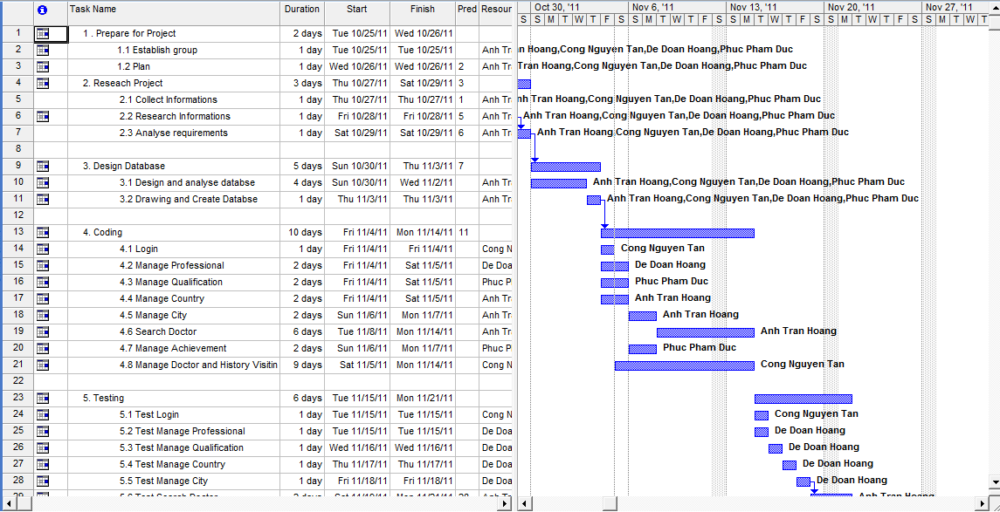 Task Name Duration Start Finish Pred Resour Oct 30, '11 Nov 6, '11 Nov 13, '11 Nov 20, '11 Nov 27, '11
S S M T W T F S S M T W T F S S M T W T F S S M T W T F S S M T W T
1 1 . Prepare for Project 2 days Tue 10/25/11 Wed 10/26/11
2 1.1 Establish group 1 day Tue 10/25/11 Tue 10/25/11 Anh Tr n Hoang,Cong Nguyen Tan,De Doan Hoang,Phuc Pham Duc
3 1.2 Plan 1 day Wed 10/26/11 Wed 10/26/11 2 Anh Tr Tran Hoang,Cong Nguyen Tan,De Doan Hoang,Phuc Pham Duc
4 2. Reseach Project 3 days Thu 10/27/11 Sat 10/29/11 3
5 2.1 Collect Informations 1 day Thu 10/27/11 Thu 10/27/11 1 Anh Tr nh Tran Hoang,Cong Nguyen Tan,De Doan Hoang,Phuc Pham Duc
6 2.2 Research Informations 1 day Fri 10/28/11 Fri 10/28/11 5 Anh Tr Anh Tran Hoang,Cong Nguyen Tan,De Doan Hoang,Phuc Pham Duc
7 2.3 Analyse requirements 1 day Sat 10/29/11 Sat 10/29/11 6 Anh Tr Anh Tran Hoang,Cong Nguyen Tan,De Doan Hoang,Phuc Pham Duc
8
9 3. Design Database 5 days Sun 10/30/11 Thu 11/3/11 7
10 3.1 Design and analyse databse 4 days Sun 10/30/11 Wed 11/2/11 Anh Tr Anh Tran Hoang,Cong Nguyen Tan,De Doan Hoang,Phuc Pham Duc
11 3.2 Drawing and Create Databse 1 day Thu 11/3/11 Thu 11/3/11 Anh Tr Anh Tran Hoang,Cong Nguyen Tan,De Doan Hoang,Phuc Pham Duc
12
13 4. Coding 10 days Fri 11/4/11 Mon 11/14/11 11
14 4.1 Login 1 day Fri 11/4/11 Fri 11/4/11 Cong N Cong Nguyen Tan
15 4.2 Manage Professional 2 days Fri 11/4/11 Sat 11/5/11 De Doa De Doan Hoang
16 4.3 Manage Qualification 2 days Fri 11/4/11 Sat 11/5/11 Phuc P Phuc Pham Duc
17 4.4 Manage Country 2 days Fri 11/4/11 Sat 11/5/11 Anh Tr Anh Tran Hoang
18 4.5 Manage City 2 days Sun 11/6/11 Mon 11/7/11 Anh Tr Anh Tran Hoang
19 4.6 Search Doctor 6 days Tue 11/8/11 Mon 11/14/11 Anh Tr Anh Tran Hoang
20 4.7 Manage Achievement 2 days Sun 11/6/11 Mon 11/7/11 Phuc P Phuc Pham Duc
21 4.8 Manage Doctor and History Visitin 9 days Sat 11/5/11 Mon 11/14/11 Cong N Cong Nguyen Tan
22
23 5. Testing 6 days Tue 11/15/11 Mon 11/21/11
24 5.1 Test Login 1 day Tue 11/15/11 Tue 11/15/11 Cong N Cong Nguyen Tan
25 5.2 Test Manage Professional 1 day Tue 11/15/11 Tue 11/15/11 De Doa De Doan Hoang
26 5.3 Test Manage Qualification 1 day Wed 11/16/11 Wed 11/16/11 De Doa De Doan Hoang
27 5.4 Test Manage Country 1 day Thu 11/17/11 Thu 11/17/11 De Doa De Doan Hoang
28 5.5 Test Manage City 1 day Fri 11/18/11 Fri 11/18/11 De Doa De Doan Hoang
29 5.6 Test Search Doctor Anh Tran Hoang